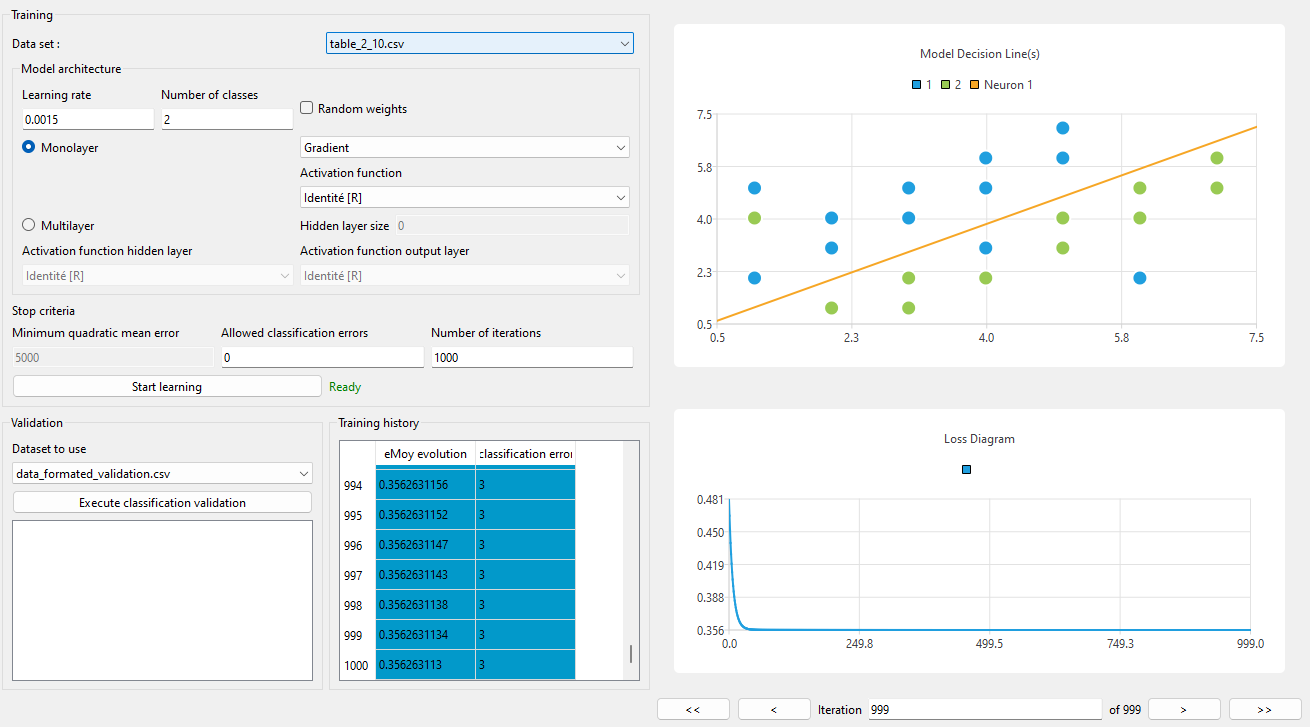 Training
Data set :
table_2_10.csv
Model architecture
Learning rate
Number of classes
0.0015
2
Random weights
Monolayer
Gradient
Activation function
Identité [R]
Multilayer
Hidden layer size
0
Activation function hidden layer
Activation function output layer
Identité [R]
Identité [R]
Stop criteria
Minimum quadratic mean error
Allowed classification errors
Number of iterations
5000
0
1000
Start learning
Ready
Validation
Dataset to use
data_formated_validation.csv
Execute classification validation
Training history
eMoy evolution
classification error
994 0.3562631156 3
995 0.3562631152 3
996 0.3562631147 3
997 0.3562631143 3
998 0.3562631138 3
999 0.3562631134 3
1000 0.356263113 3
Model Decision Line(s)
1 2 Neuron 1
7.5
5.8
4.0
2.3
0.5
0.5 2.3 4.0 5.8 7.5
Loss Diagram
0.481
0.450
0.419
0.388
0.356
0.0 249.8 499.5 749.3 999.0
<< < Iteration 999 of 999 > >>